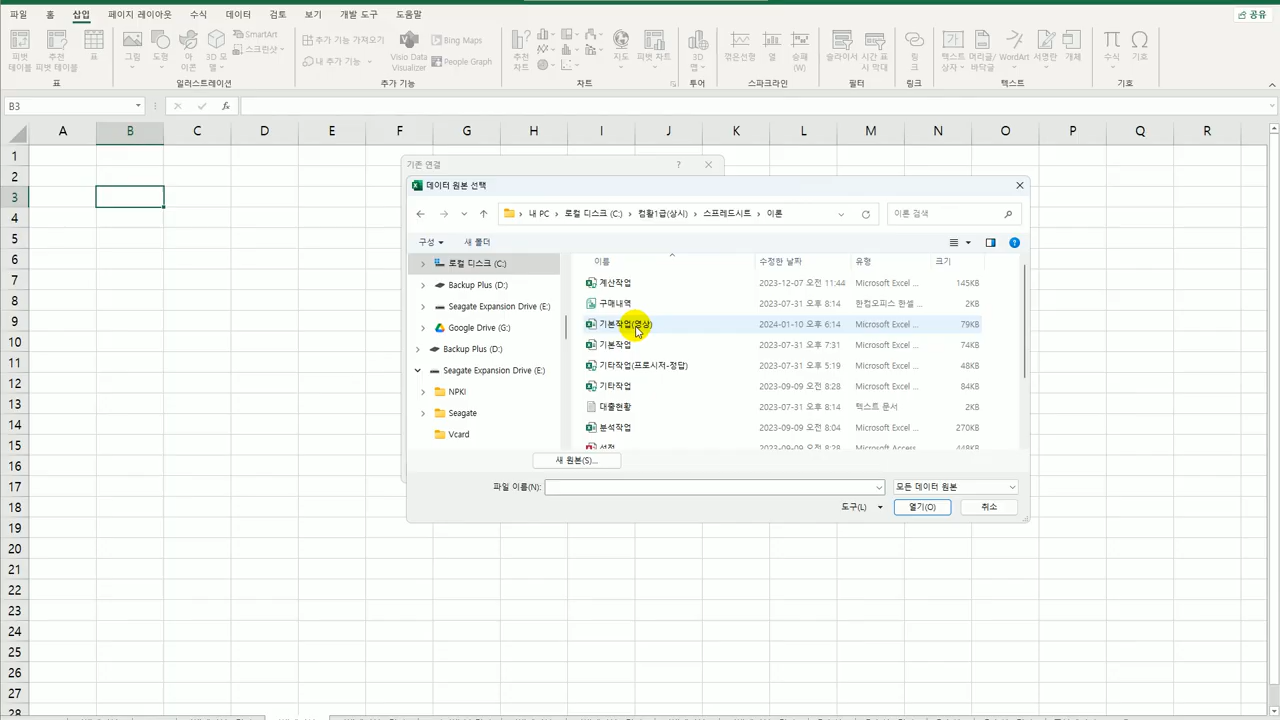 파일 홈 삽입 페이지 레이아웃 수식 데이터 검토 보기 개발 도구 도움말 공유
피벗 테이블 추천 피벗 테이블 표 그림 도형 아이콘 3D 모델 SmartArt 스크린샷 추가 기능 가져오기 내 추가 기능 Visio Data Visualizer Bing Maps People Graph 추천 차트 지도 피벗 차트 3D 맵 꺾은선형 열 승패(W) 슬라이서 시간 표시 막대 링크 텍스트 상자 머리글/바닥글 WordArt 서명란 개체 수식 기호
표 일러스트레이션 추가 기능 차트 투어 스파크라인 필터 링크 텍스트 기호
B3 fx
A B C D E F G H I J K L M N O P Q R
1
기존 연결 ?
2
데이터 원본 선택
3
내 PC 로컬 디스크 (C:) 컴활1급(상시) 스프레드시트 이론 이론 검색
4
구성 새 폴더
5
이름 수정한 날짜 유형 크기
6
로컬 디스크 (C:)
계산작업 2023-12-07 오전 11:44 Microsoft Excel ... 145KB
7
Backup Plus (D:)
구매내역 2023-07-31 오후 8:14 한컴오피스 한셀 ... 2KB
8
Seagate Expansion Drive (E:)
기본작업(영상) 2024-01-10 오후 6:14 Microsoft Excel ... 79KB
9
Google Drive (G:)
기본작업 2023-07-31 오후 7:31 Microsoft Excel ... 74KB
10
Backup Plus (D:)
기타작업(프로시저-정답) 2023-07-31 오후 5:19 Microsoft Excel ... 48KB
11
Seagate Expansion Drive (E:)
기타작업 2023-09-09 오전 8:28 Microsoft Excel ... 84KB
12
NPKI
대출현황 2023-07-31 오후 8:14 텍스트 문서 2KB
13
Seagate
분석작업 2023-09-09 오전 8:04 Microsoft Excel ... 270KB
14
Vcard
2023-09-09 오전 8:28 Microsoft Access ... 448KB
15
새 원본(S)...
16
파일 이름(N): 모든 데이터 원본
17
도구(L) 열기(O) 취소
18
19
20
21
22
23
24
25
26
27
28